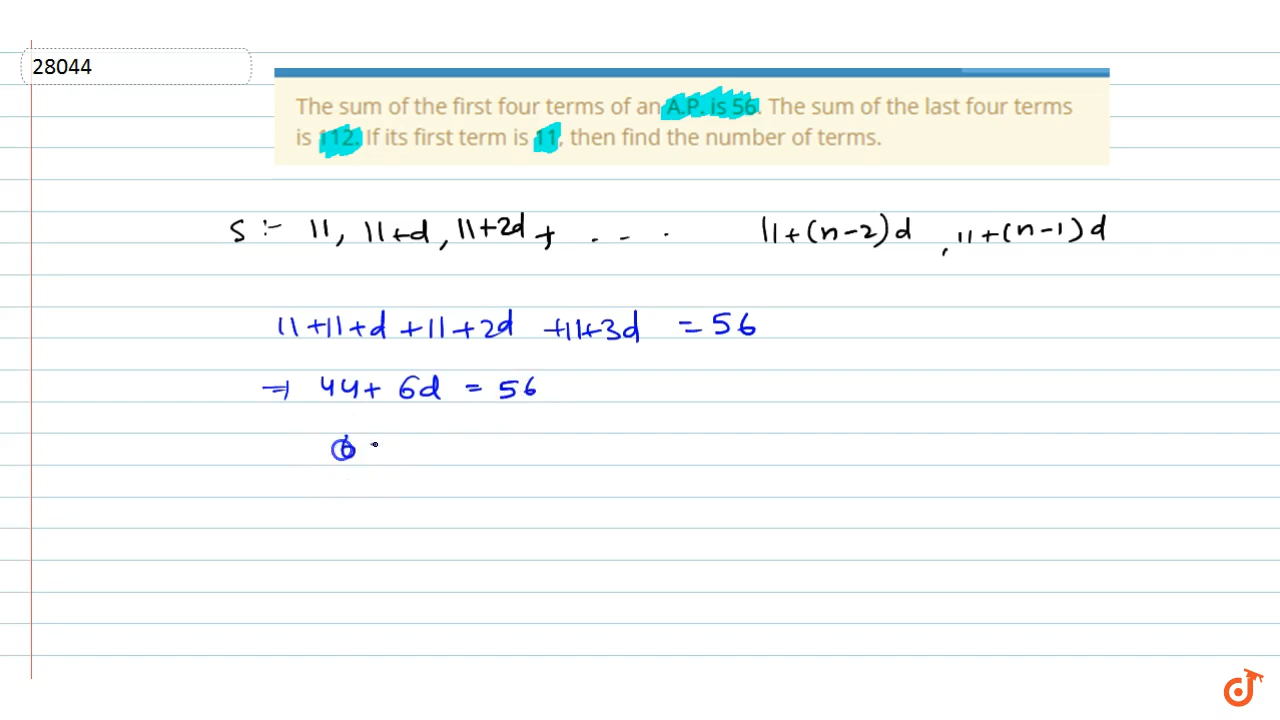 28044
The sum of the first four terms of an A.P. is 56. The sum of the last four terms
is 112. If its first term is 11, then find the number of terms.
S :- 11, 11+d, 11+2d+ . - . 11+(n-2)d, 11+(n-1)d
11+11+d+11+2d+11+3d = 56
⇒ 44+6d = 56
6